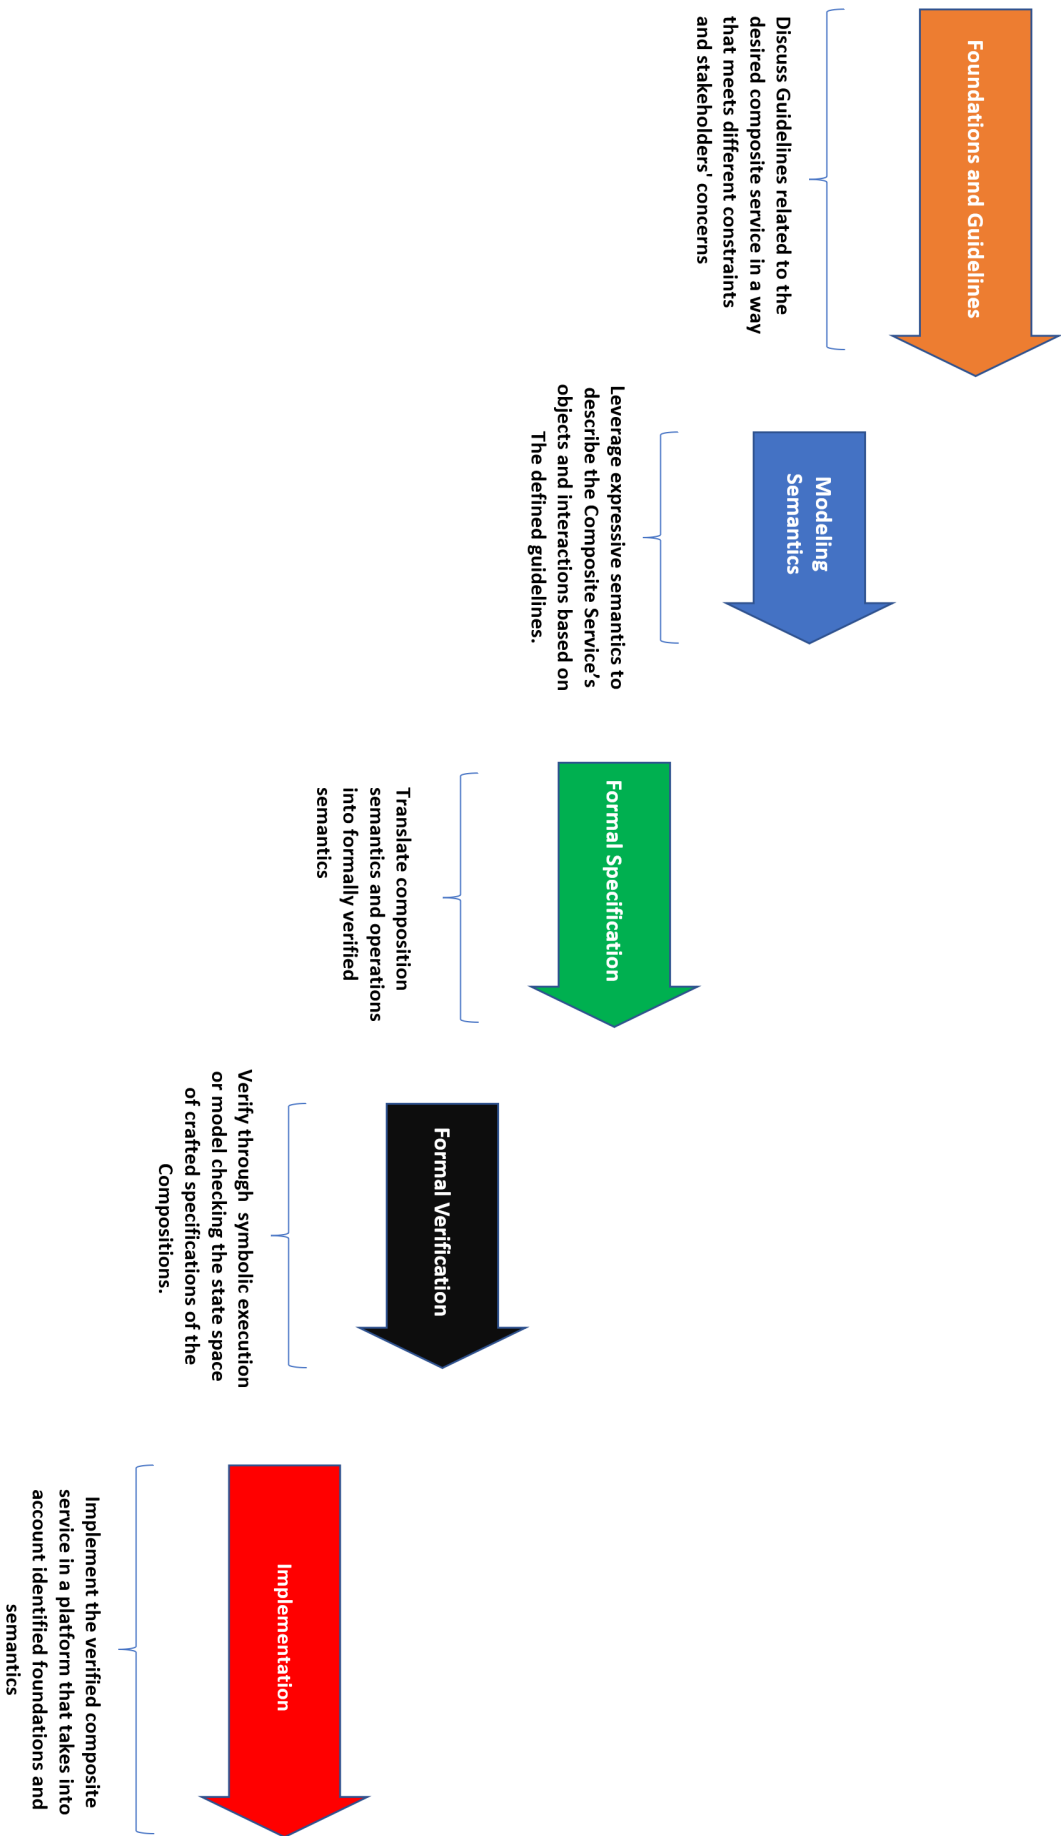 Foundations and Guidelines
Discuss Guidelines related to the
desired composite service in a way
that meets different constraints
and stakeholders' concerns
Modeling
Semantics
Leverage expressive semantics to
describe the Composite Service’s
objects and interactions based on
The defined guidelines.
Formal Specification
Translate composition
semantics and operations
into formally verified
semantics
Formal Verification
Verify through symbolic execution
or model checking the state space
of crafted specifications of the
Compositions.
Implementation
Implement the verified composite
service in a platform that takes into
account identified foundations and
semantics